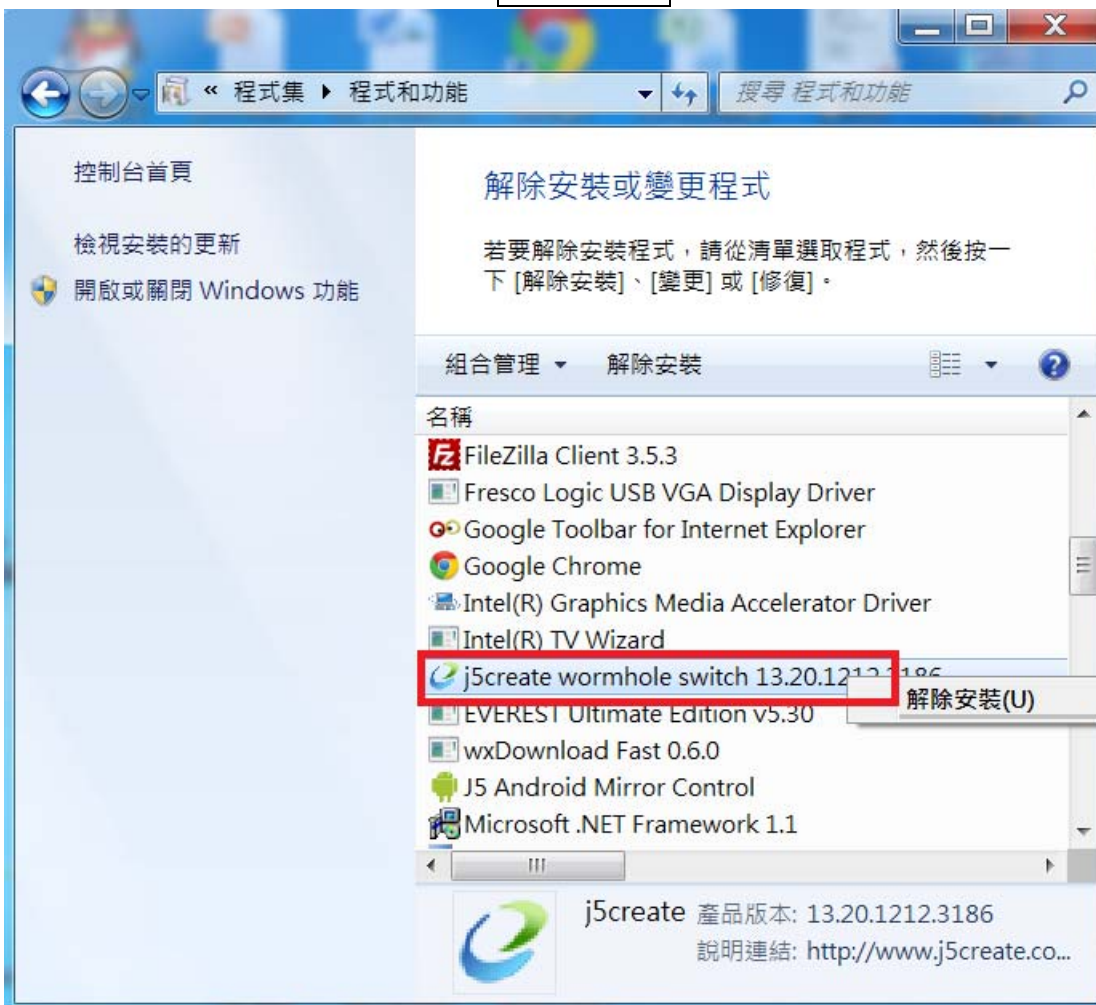 « 程式集 ▸ 程式和功能
搜尋 程式和功能
控制台首頁
檢視安裝的更新
開啟或關閉 Windows 功能
解除安裝或變更程式
若要解除安裝程式，請從清單選取程式，然後按一
下 [解除安裝]、[變更] 或 [修復]。
組合管理 解除安裝
名稱
FileZilla Client 3.5.3
Fresco Logic USB VGA Display Driver
Google Toolbar for Internet Explorer
Google Chrome
Intel(R) Graphics Media Accelerator Driver
Intel(R) TV Wizard
j5create wormhole switch 13.20.1212.3186
解除安裝(U)
EVEREST Ultimate Edition v5.30
wxDownload Fast 0.6.0
J5 Android Mirror Control
Microsoft .NET Framework 1.1
j5create 產品版本: 13.20.1212.3186
說明連結: http://www.j5create.co...